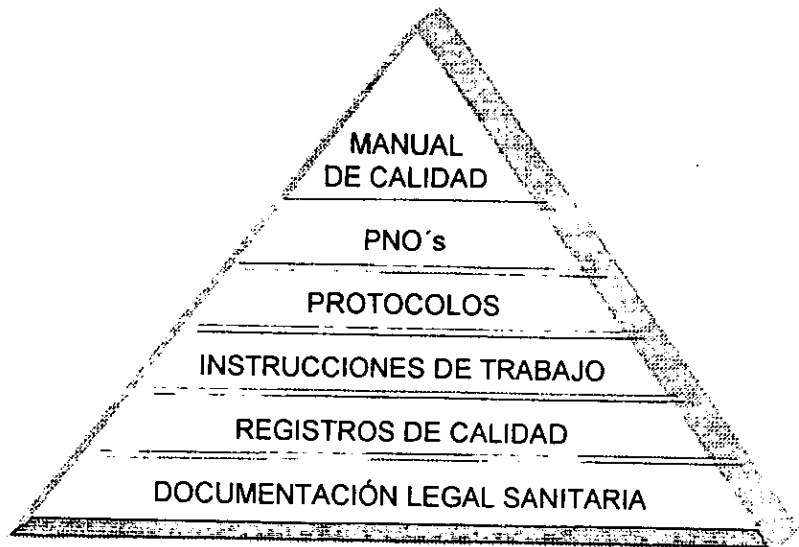 MANUAL
DE CALIDAD
PNO´s
PROTOCOLOS
INSTRUCCIONES DE TRABAJO
REGISTROS DE CALIDAD
DOCUMENTACIÓN LEGAL SANITARIA